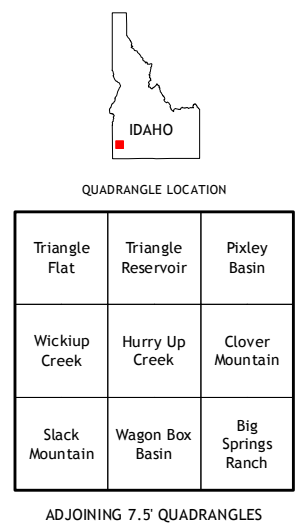 IDAHO
QUADRANGLE LOCATION
Triangle
Flat
Triangle
Reservoir
Pixley
Basin
Wickiup
Creek
Hurry Up
Creek
Clover
Mountain
Slack
Mountain
Wagon Box
Basin
Big
Springs
Ranch
ADJOINING 7.5' QUADRANGLES